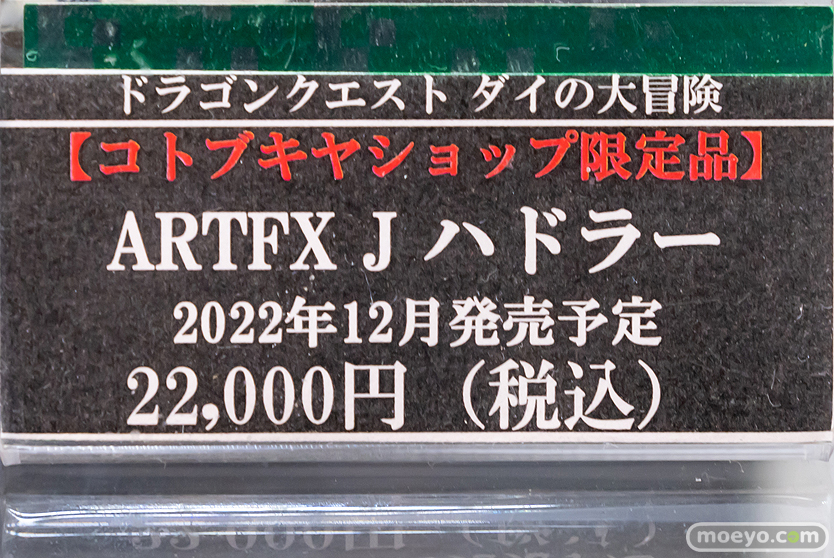 ドラゴンクエスト ダイの大冒険
【コトブキヤショップ限定品】
ARTFX J ハドラー
2022年12月発売予定
22,000円（税込）
moeyo.com